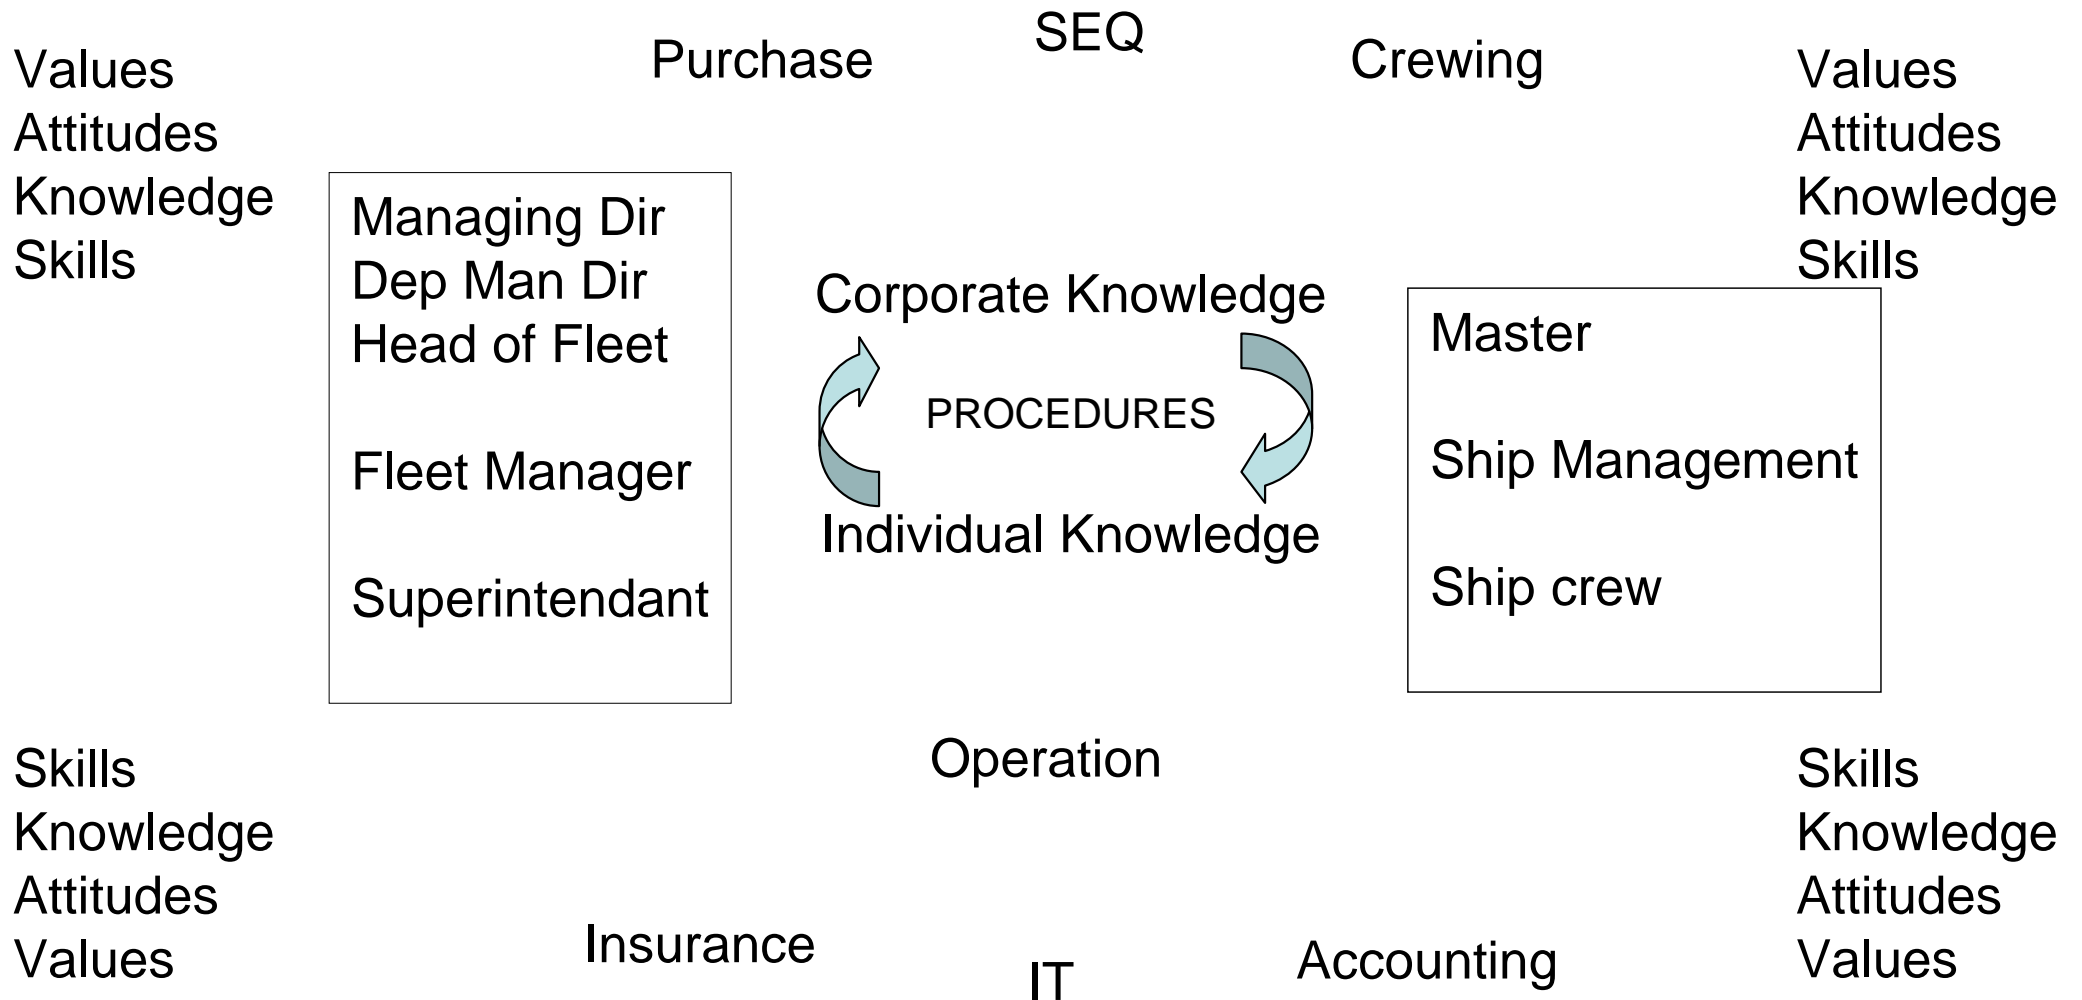 SEQ
Purchase
Crewing
Values
Attitudes
Knowledge
Skills
Values
Attitudes
Knowledge
Skills
Managing Dir
Dep Man Dir
Head of Fleet
Fleet Manager
Superintendant
Corporate Knowledge
PROCEDURES
Individual Knowledge
Master
Ship Management
Ship crew
Operation
Skills
Knowledge
Attitudes
Values
Skills
Knowledge
Attitudes
Values
Insurance
IT
Accounting